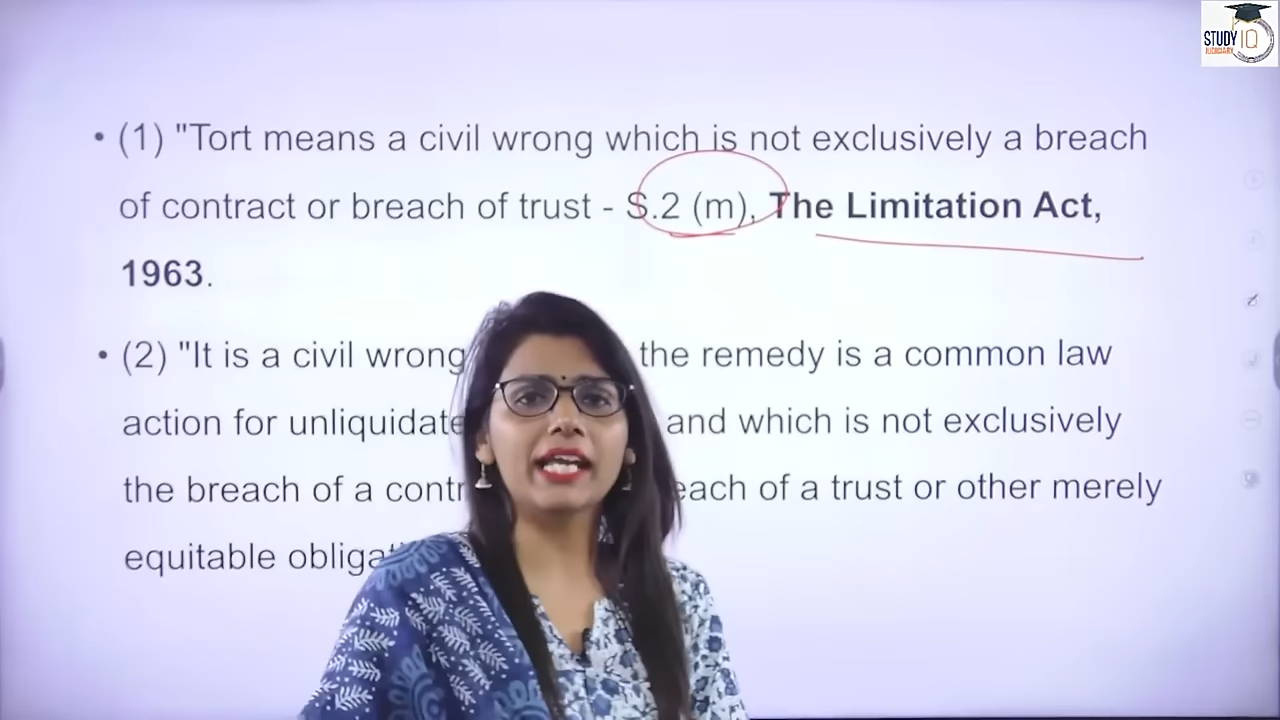 STUDY IQ
JUDICIARY
• (1) "Tort means a civil wrong which is not exclusively a breach
of contract or breach of trust - S.2 (m), The Limitation Act,
1963.
• (2) "It is a civil wrong the remedy is a common law
action for unliquidate and which is not exclusively
the breach of a contr each of a trust or other merely
equitable obliga